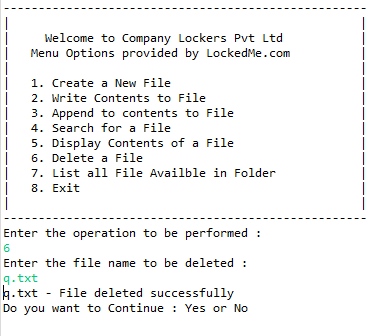 Welcome to Company Lockers Pvt Ltd
Menu Options provided by LockedMe.com
1. Create a New File
2. Write Contents to File
3. Append to contents to File
4. Search for a File
5. Display Contents of a File
6. Delete a File
7. List all File Availble in Folder
8. Exit
Enter the operation to be performed :
6
Enter the file name to be deleted :
q.txt
q.txt - File deleted successfully
Do you want to Continue : Yes or No